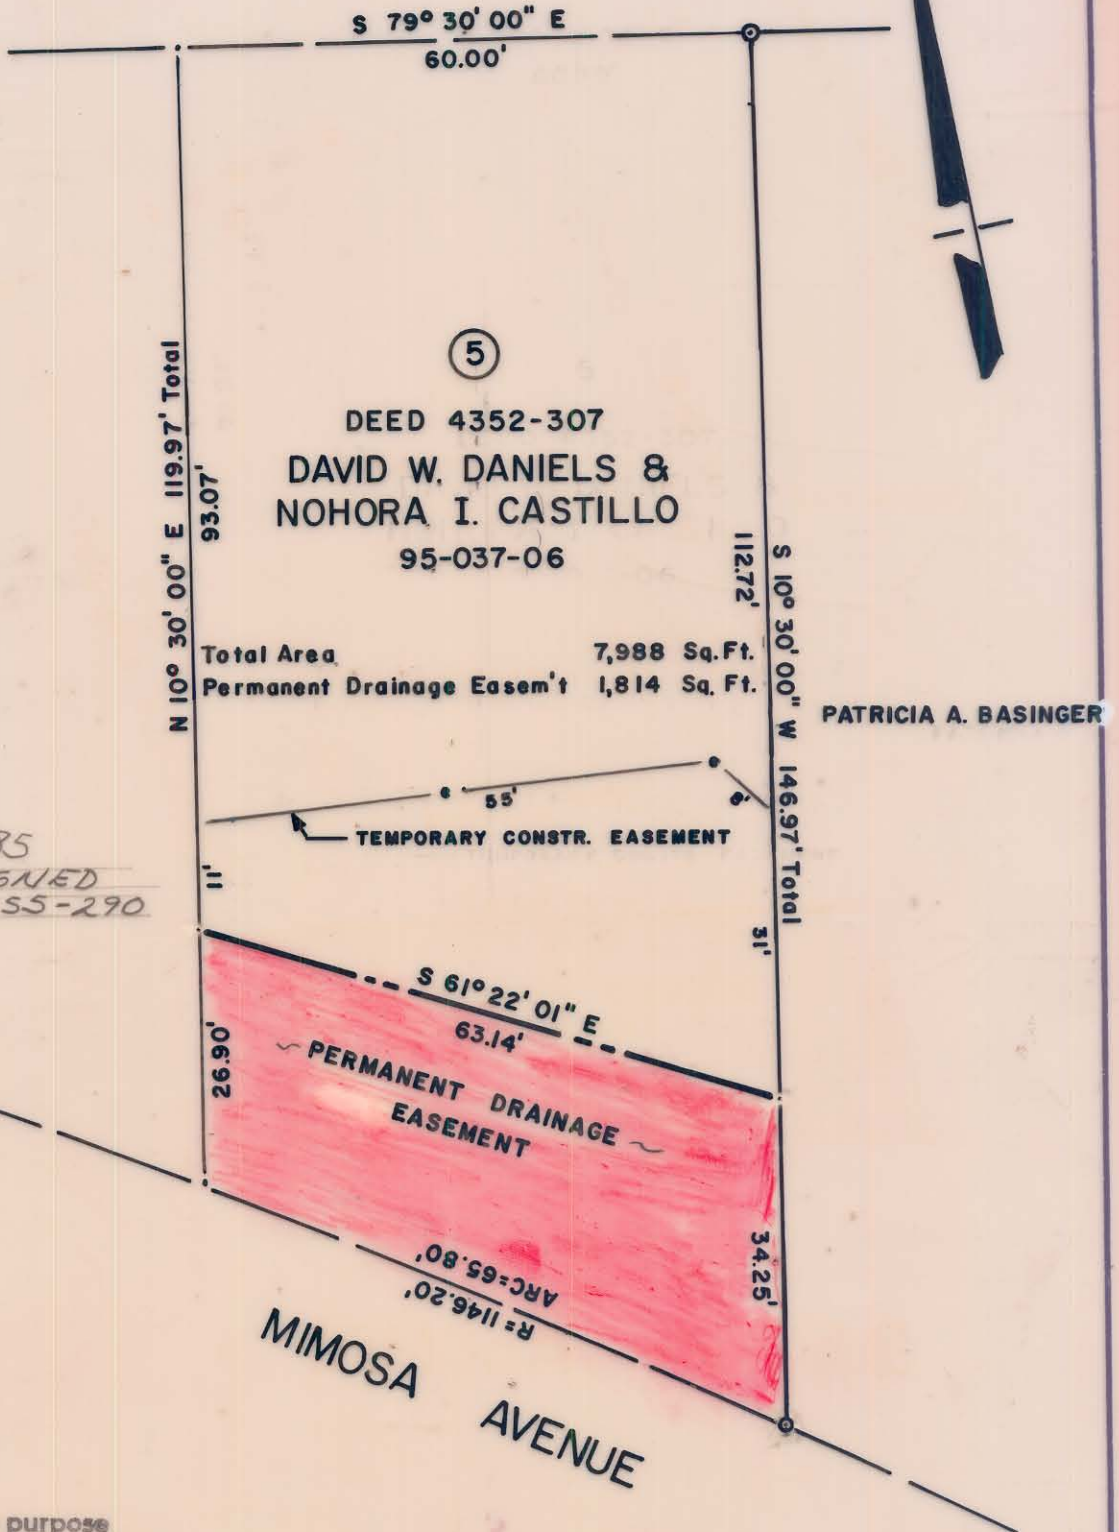 S 79° 30' 00" E
60.00'
N 10° 30' 00" E 119.97' Total
93.07'
5
DEED 4352-307
DAVID W. DANIELS &
NOHORA I. CASTILLO
95-037-06
112.72'
S 10° 30' 00" W 146.97' Total
Total Area 7,988 Sq. Ft.
Permanent Drainage Easem't 1,814 Sq. Ft.
PATRICIA A. BASINGER
55'
8'
TEMPORARY CONSTR. EASEMENT
11'
31'
55-290
S 61° 22' 01" E
63.14'
26.90'
PERMANENT DRAINAGE
EASEMENT
34.25'
ARC=65.80'
R=1146.20'
MIMOSA AVENUE
purpose